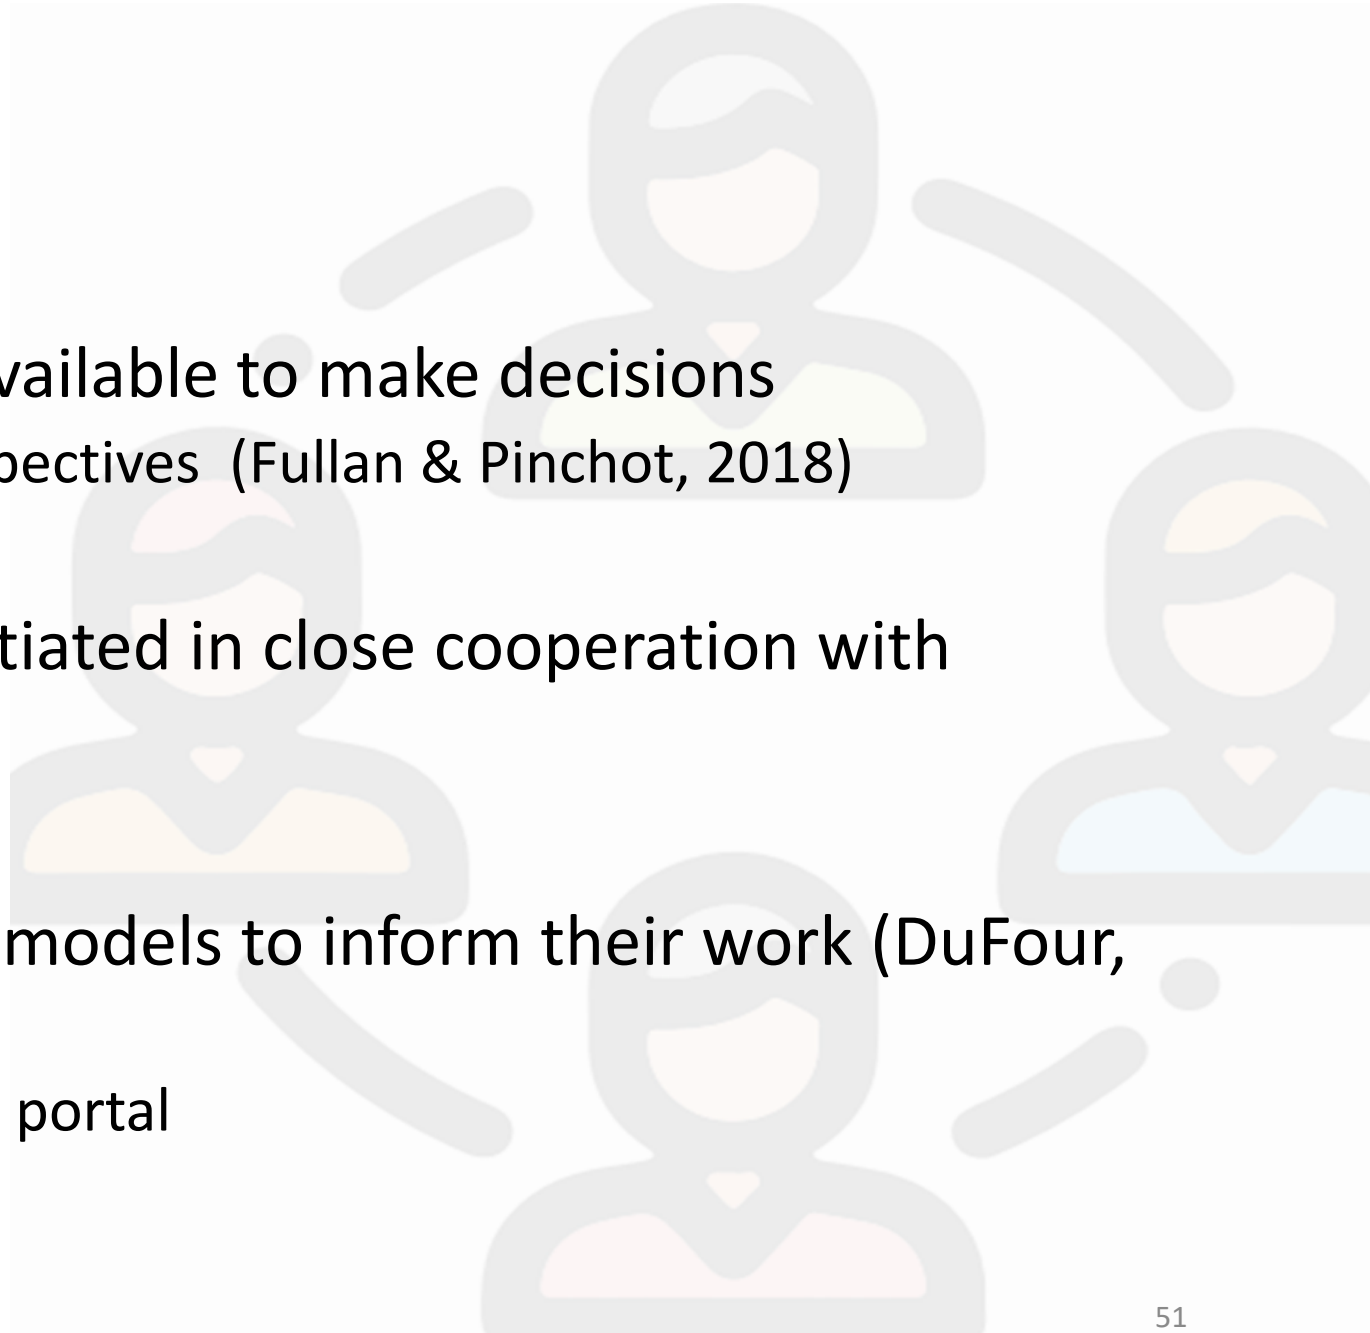 vailable to make decisions
pectives (Fullan & Pinchot, 2018)
tiated in close cooperation with
models to inform their work (DuFour,
portal
51